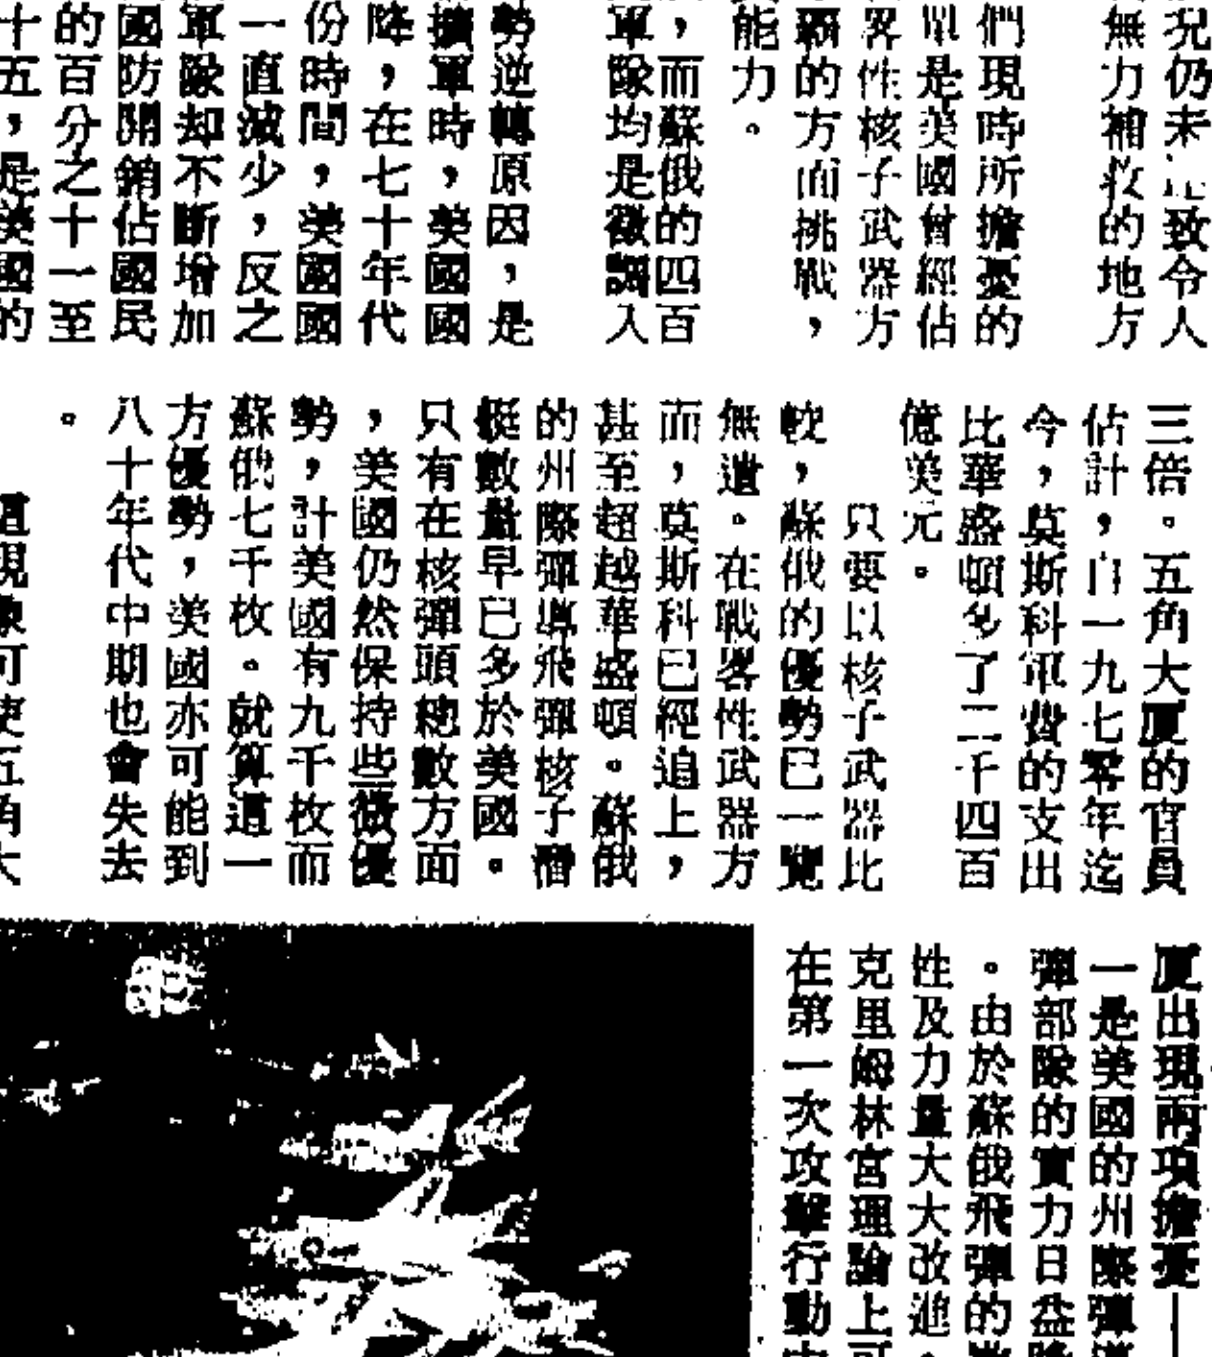 况仍未　致令人
無力補救的地方
們現時所擔憂的
單是美國曾經佔
畧性核子武器方
霸的方面挑戰，
能力。
，而蘇俄的四百
軍隊均是徵調入
勢逆轉原因，是
擴軍時，美國國
降，在七十年代
份時間，美國國
一直減少，反之
軍隊却不斷增加
國防開銷佔國民
的百分之十一至
十五，是美國的
三倍。五角大厦的官員
估計，自一九七零年迄
今，莫斯科軍費的支出
比華盛頓多了二千四百
億美元。
只要以核子武器比
較，蘇俄的優勢已一覽
無遺。在戰畧性武器方
面，莫斯科已經追上，
甚至超越華盛頓。蘇俄
的州際彈導飛彈核子潛
艇數量早已多於美國。
只有在核彈頭總數方面
，美國仍然保持些微優
勢，計美國有九千枚而
蘇俄七千枚。就算這一
方優勢，美國亦可能到
八十年代中期也會失去
。
這現象可使五角大
厦出現兩項擔憂——
一是美國的州際彈導
彈部隊的實力日益
。由於蘇俄飛彈的
性及力量大大改進，
克里姆林宮理論上可
在第一次攻擊行動中